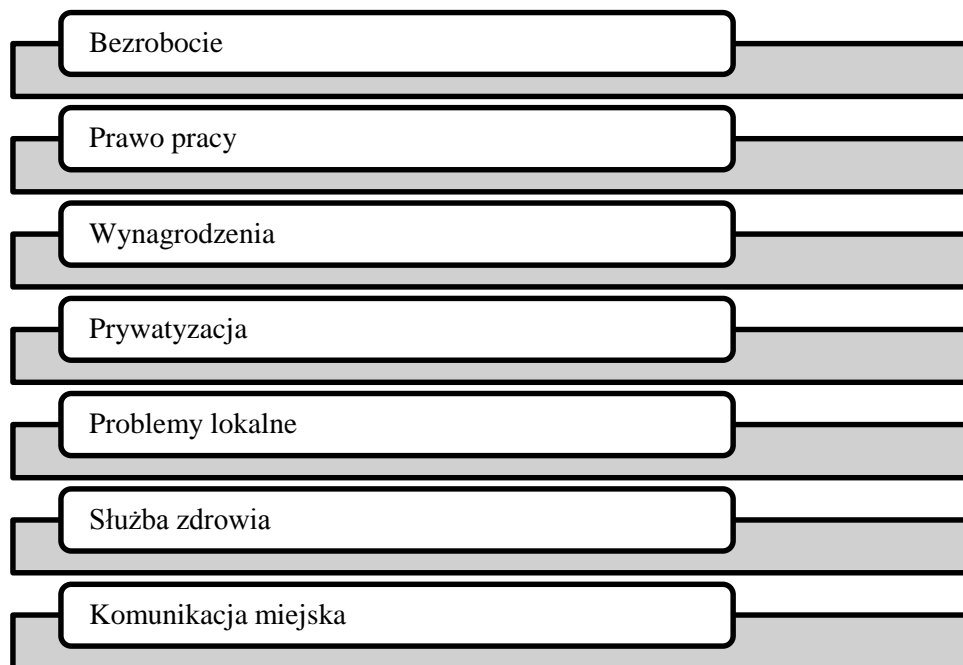 Bezrobocie
Prawo pracy
Wynagrodzenia
Prywatyzacja
Problemy lokalne
Służba zdrowia
Komunikacja miejska